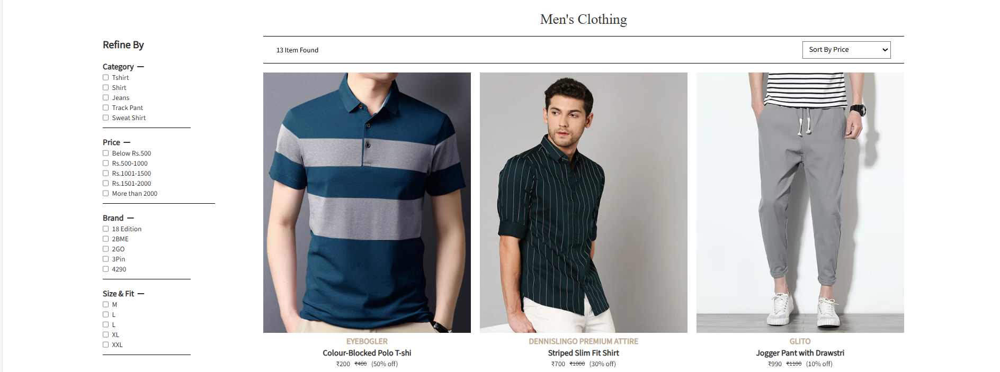 Men's Clothing
Refine By
13 Item Found
Sort By Price
Category —
Tshirt
Shirt
Jeans
Track Pant
Sweat Shirt
Price —
Below Rs.500
Rs.500-1000
Rs.1001-1500
Rs.1501-2000
More than 2000
Brand —
18 Edition
2BME
2GO
3Pin
4290
Size & Fit —
M
L
L
XL
XXL
EYEBOGLER
Colour-Blocked Polo T-shi
₹200 ₹400 (50% off)
DENNISLINGO PREMIUM ATTIRE
Striped Slim Fit Shirt
₹700 ₹1000 (30% off)
GLITO
Jogger Pant with Drawstri
₹990 ₹1100 (10% off)